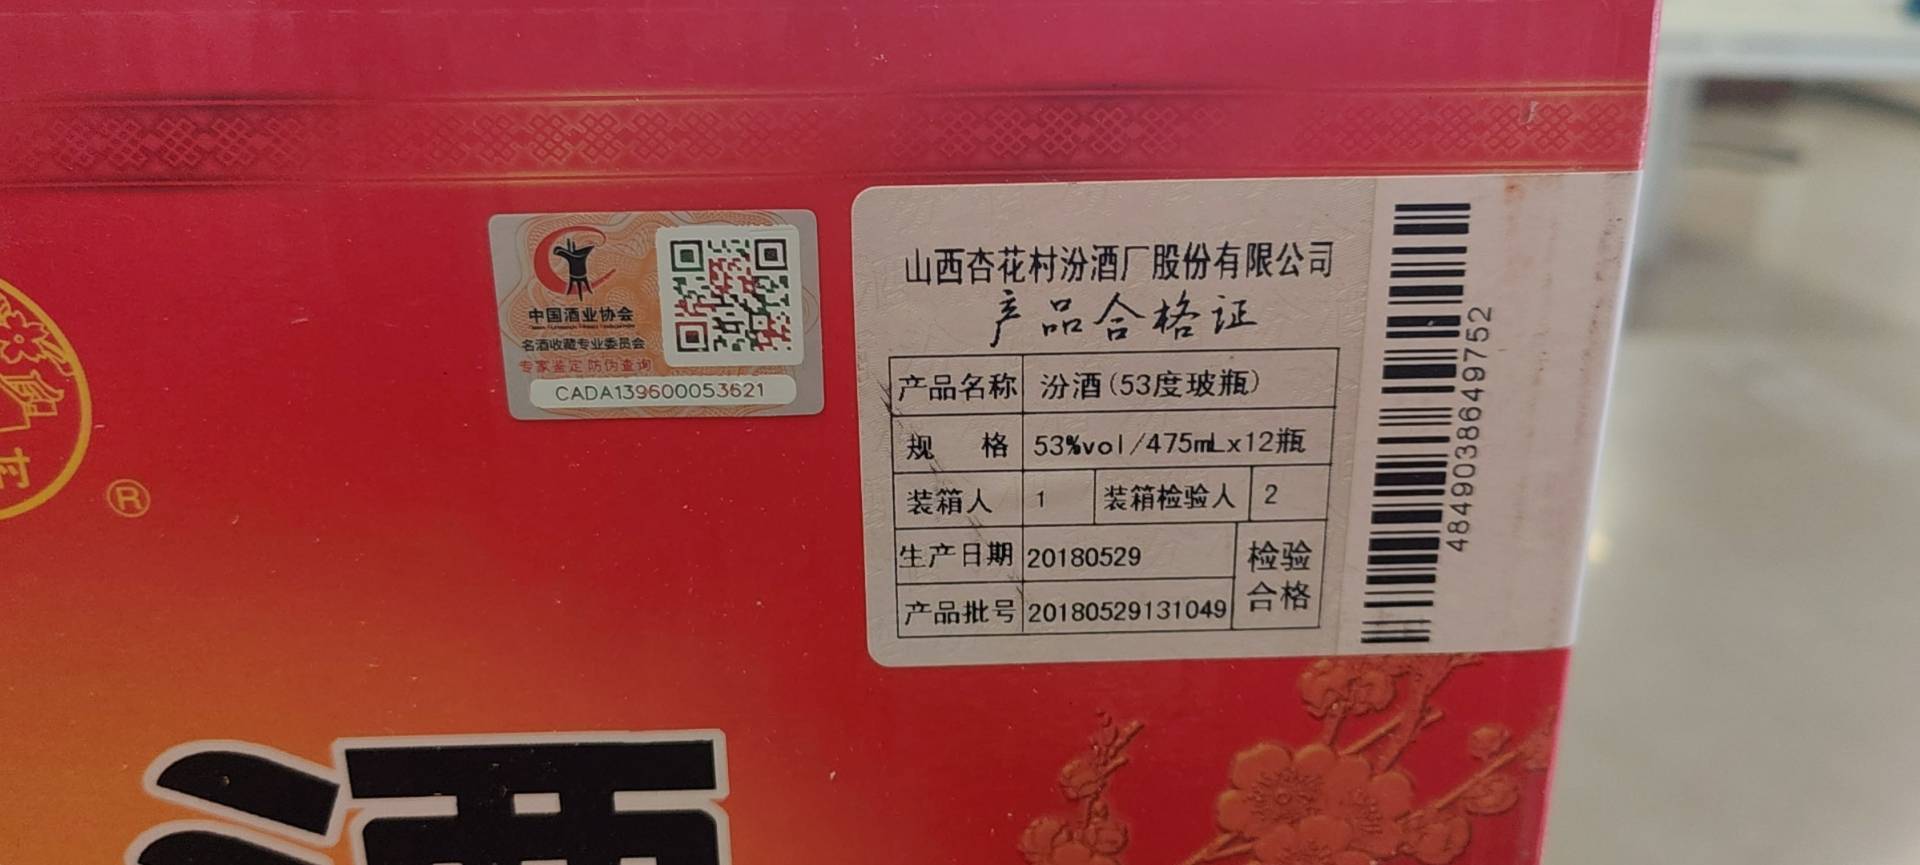 中国酒业协会
名酒收藏专业委员会
专家鉴定 防伪查询
CADA139600053621
山西杏花村汾酒厂股份有限公司
产品合格证
产品名称 汾酒(53度玻瓶)
规 格 53%vol/475mLx12瓶
装箱人 1 装箱检验人 2
生产日期 20180529 检验
产品批号 20180529131049 合格
4849038649752
村
®
酒